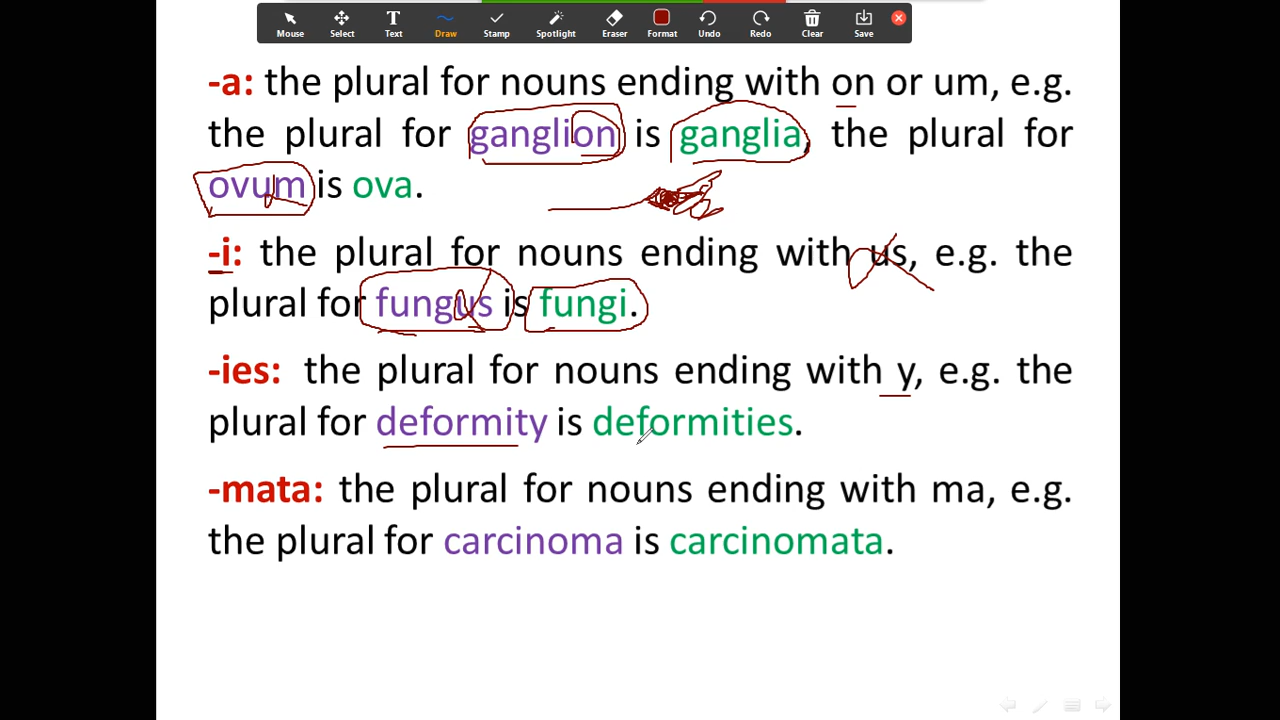 Mouse Select Text Draw Stamp Spotlight Eraser Format Undo Redo Clear Save
-a: the plural for nouns ending with on or um, e.g.
the plural for ganglion is ganglia, the plural for
ovum is ova.
-i: the plural for nouns ending with us, e.g. the
plural for fungus is fungi.
-ies: the plural for nouns ending with y, e.g. the
plural for deformity is deformities.
-mata: the plural for nouns ending with ma, e.g.
the plural for carcinoma is carcinomata.